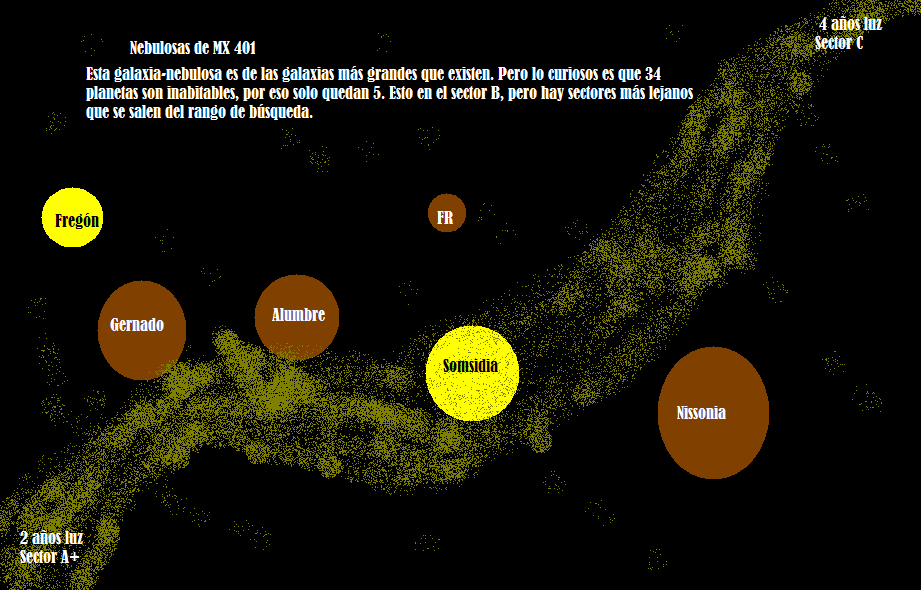 4 años luz
Sector C
Nebulosas de MX 401
Esta galaxia-nebulosa es de las galaxias más grandes que existen. Pero lo curiosos es que 34
planetas son inabitables, por eso solo quedan 5. Esto en el sector B, pero hay sectores más lejanos
que se salen del rango de búsqueda.
Fregón
FR
Gernado
Alumbre
Somsidia
Nissonia
2 años luz
Sector A+